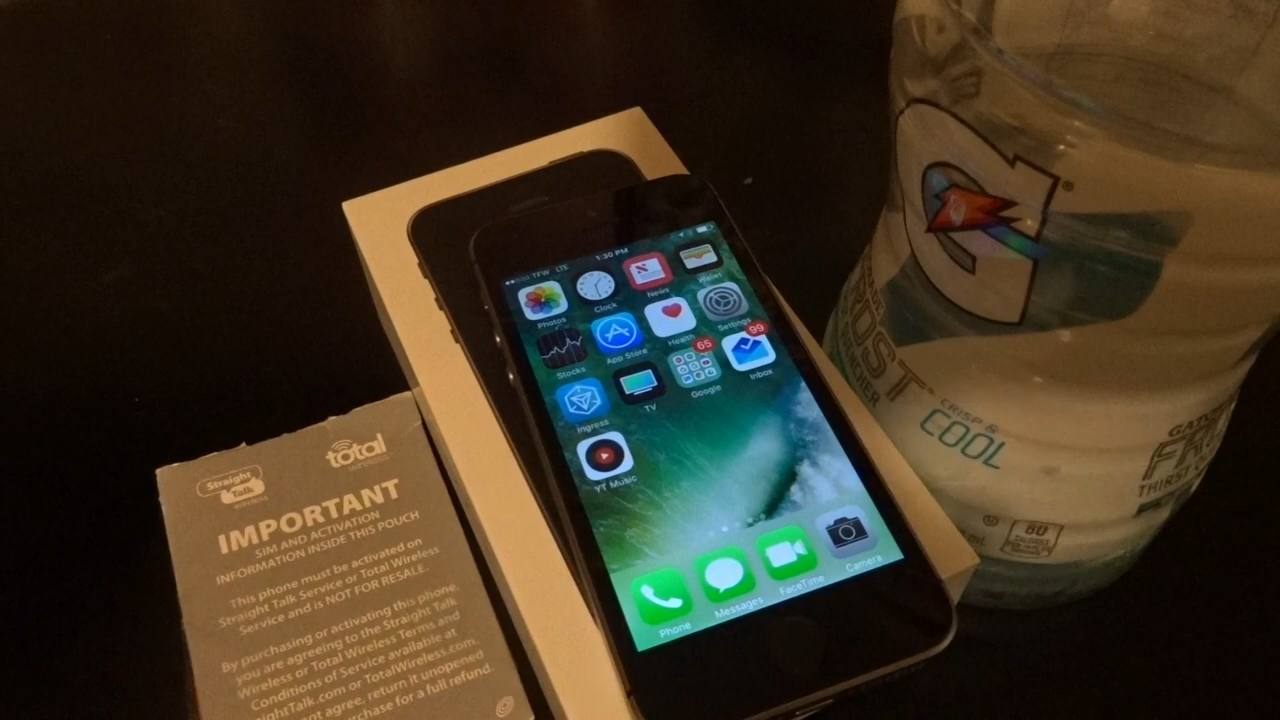 TFW LTE
1:30 PM
Photos
Clock
News
Wallet
Stocks
App Store
Health
Settings
65
99
Ingress
TV
Google
Inbox
YT Music
Phone
Messages
FaceTime
Camera
Straight
Talk
WIRELESS
total
WIRELESS
IMPORTANT
SIM AND ACTIVATION
INFORMATION INSIDE THIS POUCH
This phone must be activated on
Straight Talk Service or Total Wireless
Service and is NOT FOR RESALE.
By purchasing or activating this phone,
you are agreeing to the Straight Talk
Wireless or Total Wireless Terms and
Conditions of Service available at
StraightTalk.com or TotalWireless.com.
not agree, return it unopened
purchase for a full refund.
G
®
CRISP &
COOL
THIRST
80
mL